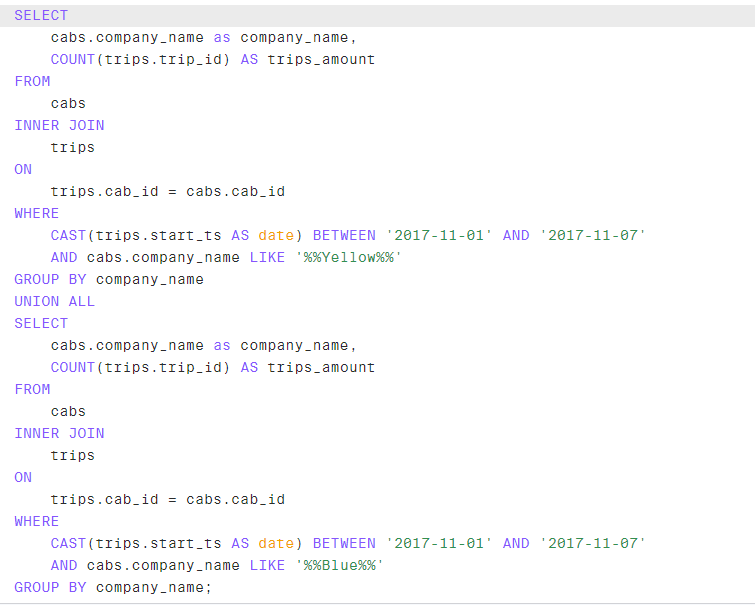 SELECT
    cabs.company_name as company_name,
    COUNT(trips.trip_id) AS trips_amount
FROM
    cabs
INNER JOIN
    trips
ON
    trips.cab_id = cabs.cab_id
WHERE
    CAST(trips.start_ts AS date) BETWEEN '2017-11-01' AND '2017-11-07'
    AND cabs.company_name LIKE '%%Yellow%%'
GROUP BY company_name
UNION ALL
SELECT
    cabs.company_name as company_name,
    COUNT(trips.trip_id) AS trips_amount
FROM
    cabs
INNER JOIN
    trips
ON
    trips.cab_id = cabs.cab_id
WHERE
    CAST(trips.start_ts AS date) BETWEEN '2017-11-01' AND '2017-11-07'
    AND cabs.company_name LIKE '%%Blue%%'
GROUP BY company_name;